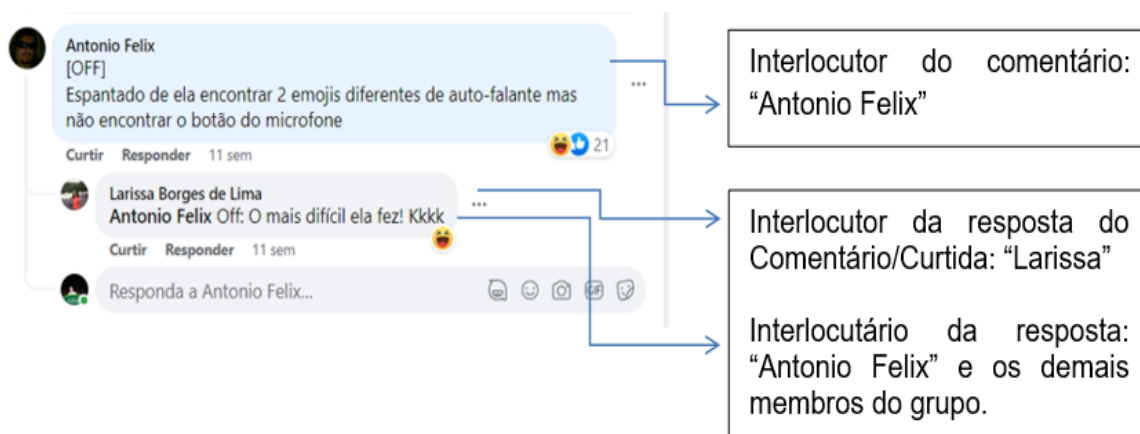 Antonio Felix
[OFF]
Espantado de ela encontrar 2 emojis diferentes de auto-falante mas
não encontrar o botão do microfone
21
Curtir Responder 11 sem
Larissa Borges de Lima
Antonio Felix Off: O mais difícil ela fez! Kkkk
Curtir Responder 11 sem
Responda a Antonio Felix...
GIF
Interlocutor do comentário:
“Antonio Felix”
Interlocutor da resposta do
Comentário/Curtida: “Larissa”
Interlocutário da resposta:
“Antonio Felix” e os demais
membros do grupo.